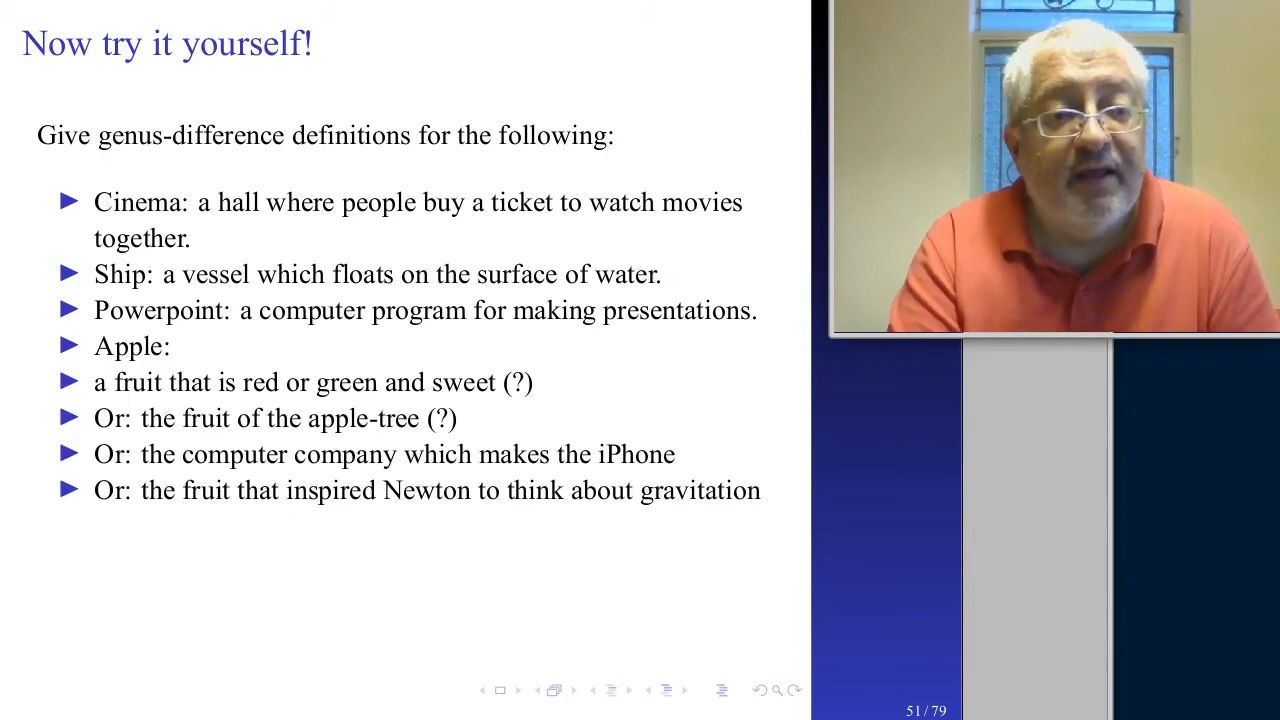 Now try it yourself!
Give genus-difference definitions for the following:
Cinema: a hall where people buy a ticket to watch movies
together.
Ship: a vessel which floats on the surface of water.
Powerpoint: a computer program for making presentations.
Apple:
a fruit that is red or green and sweet (?)
Or: the fruit of the apple-tree (?)
Or: the computer company which makes the iPhone
Or: the fruit that inspired Newton to think about gravitation
51 / 79